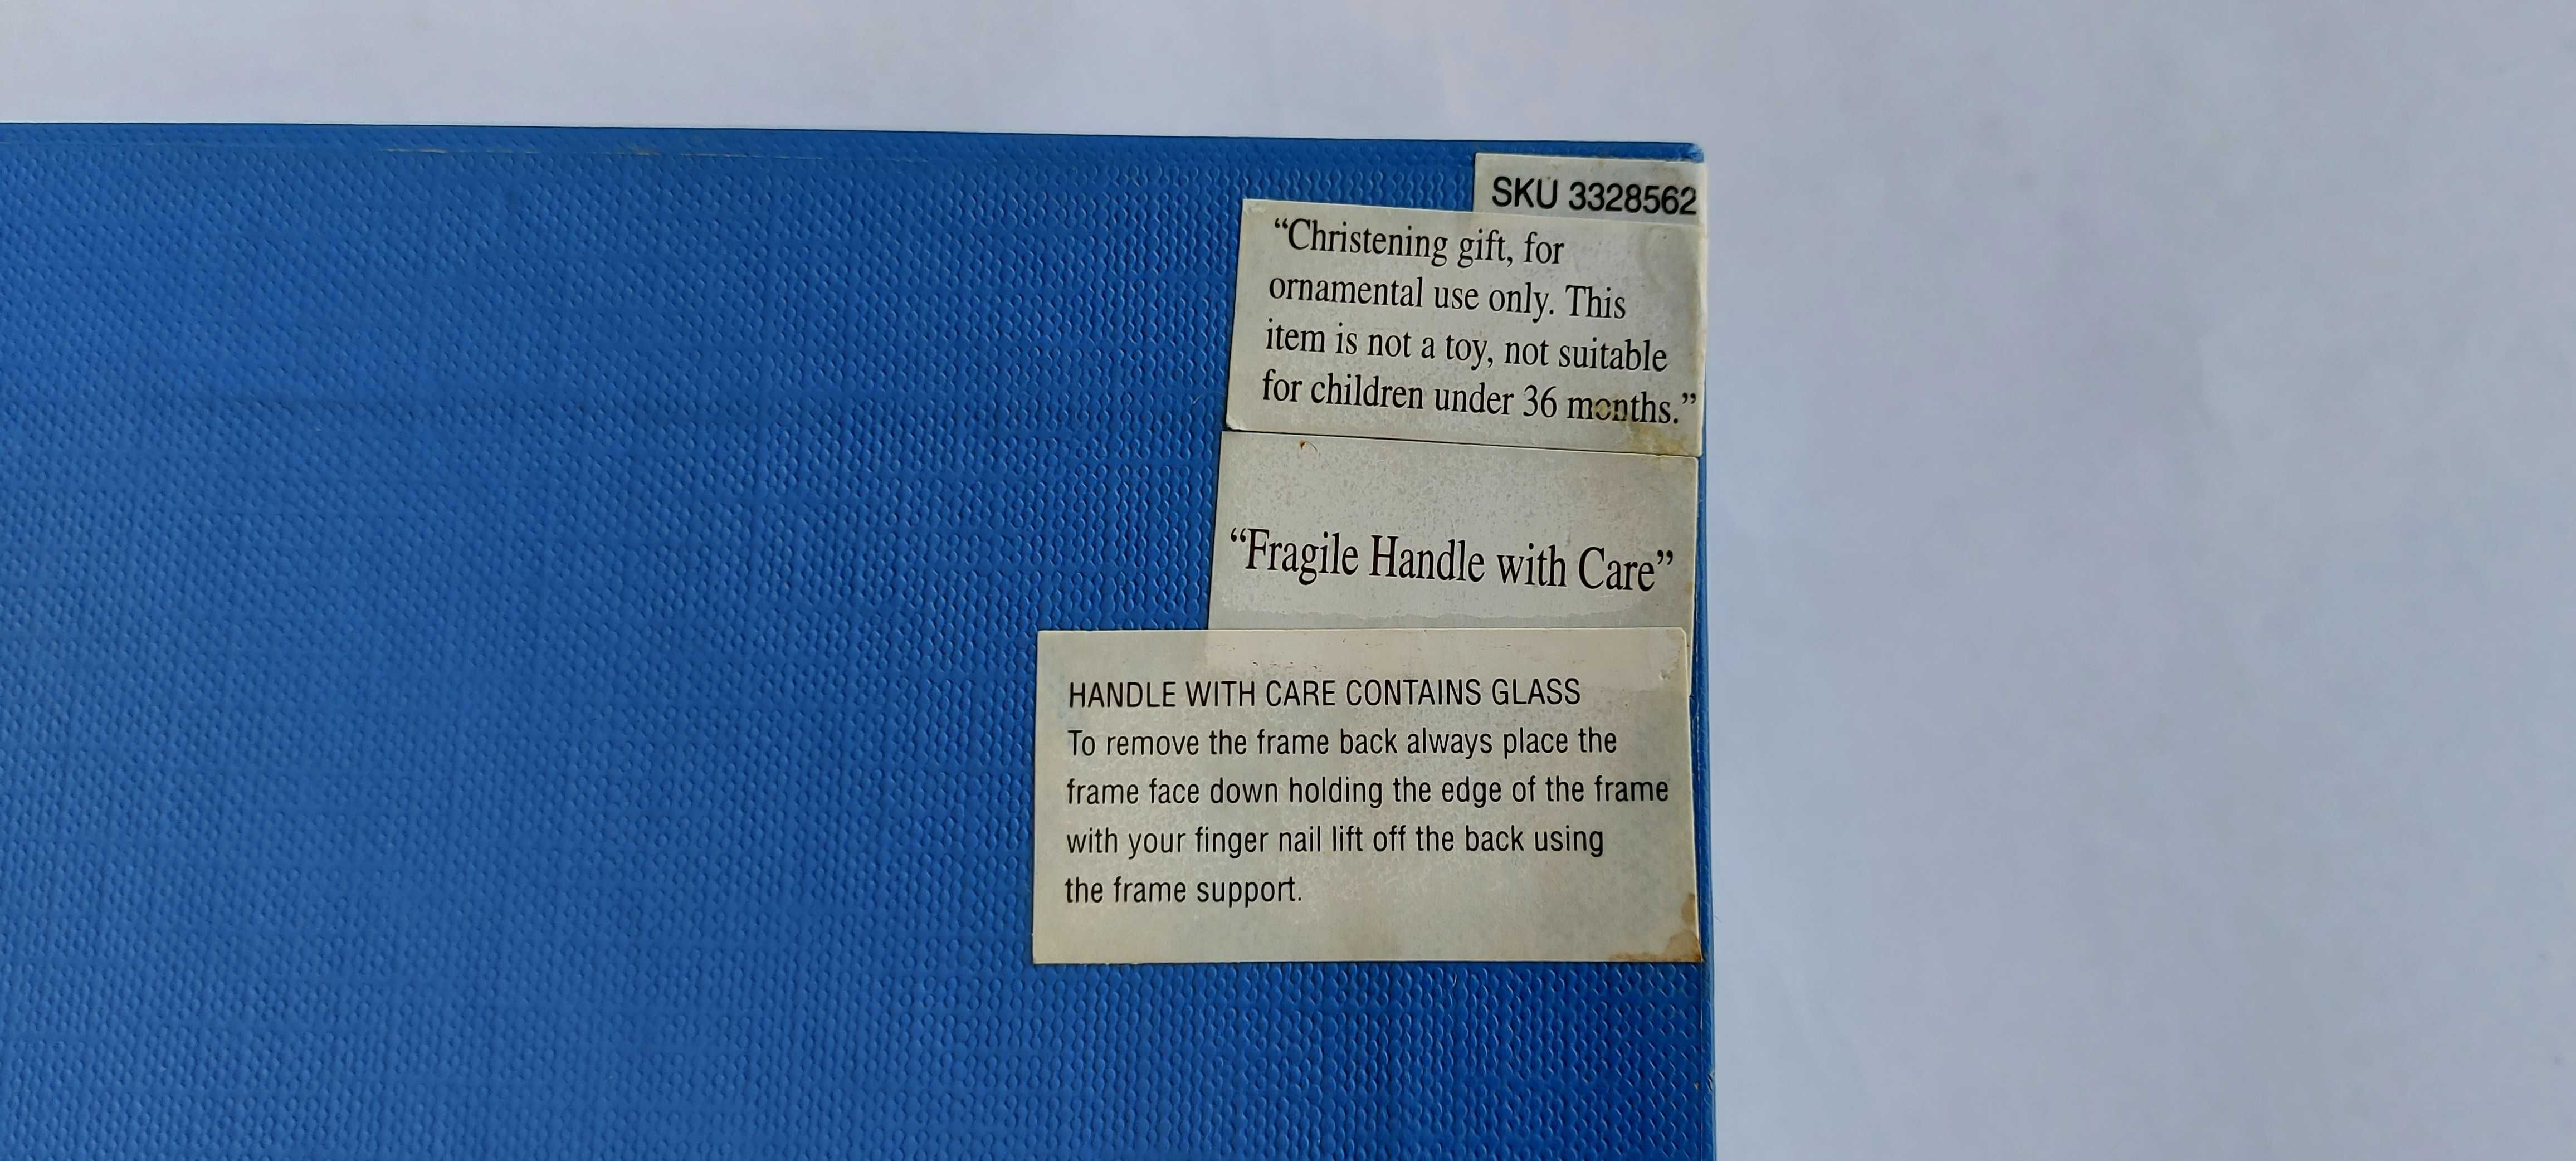 SKU 3328562
“Christening gift, for
ornamental use only. This
item is not a toy, not suitable
for children under 36 months.”
“Fragile Handle with Care”
HANDLE WITH CARE CONTAINS GLASS
To remove the frame back always place the
frame face down holding the edge of the frame
with your finger nail lift off the back using
the frame support.